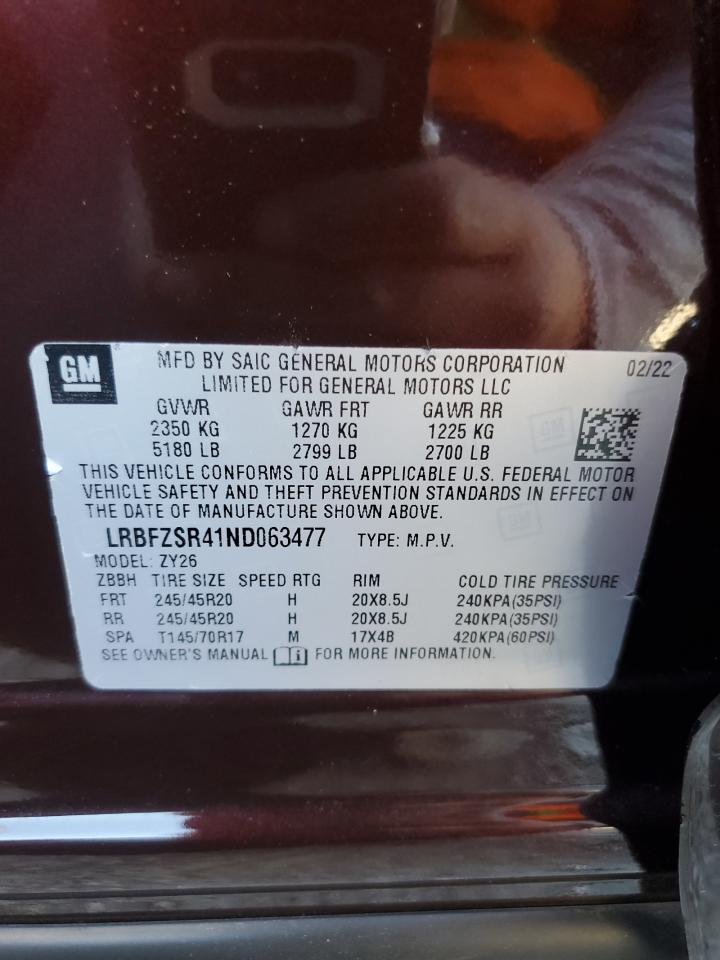 GM
MFD BY SAIC GENERAL MOTORS CORPORATION 02/22
LIMITED FOR GENERAL MOTORS LLC
GVWR GAWR FRT GAWR RR
2350 KG 1270 KG 1225 KG
5180 LB 2799 LB 2700 LB
THIS VEHICLE CONFORMS TO ALL APPLICABLE U.S. FEDERAL MOTOR
VEHICLE SAFETY AND THEFT PREVENTION STANDARDS IN EFFECT ON
THE DATE OF MANUFACTURE SHOWN ABOVE.
LRBFZSR41ND063477 TYPE: M.P.V.
MODEL: ZY26
ZBBH TIRE SIZE SPEED RTG RIM COLD TIRE PRESSURE
FRT 245/45R20 H 20X8.5J 240KPA(35PSI)
RR 245/45R20 H 20X8.5J 240KPA(35PSI)
SPA T145/70R17 M 17X4B 420KPA(60PSI)
SEE OWNER'S MANUAL i FOR MORE INFORMATION.